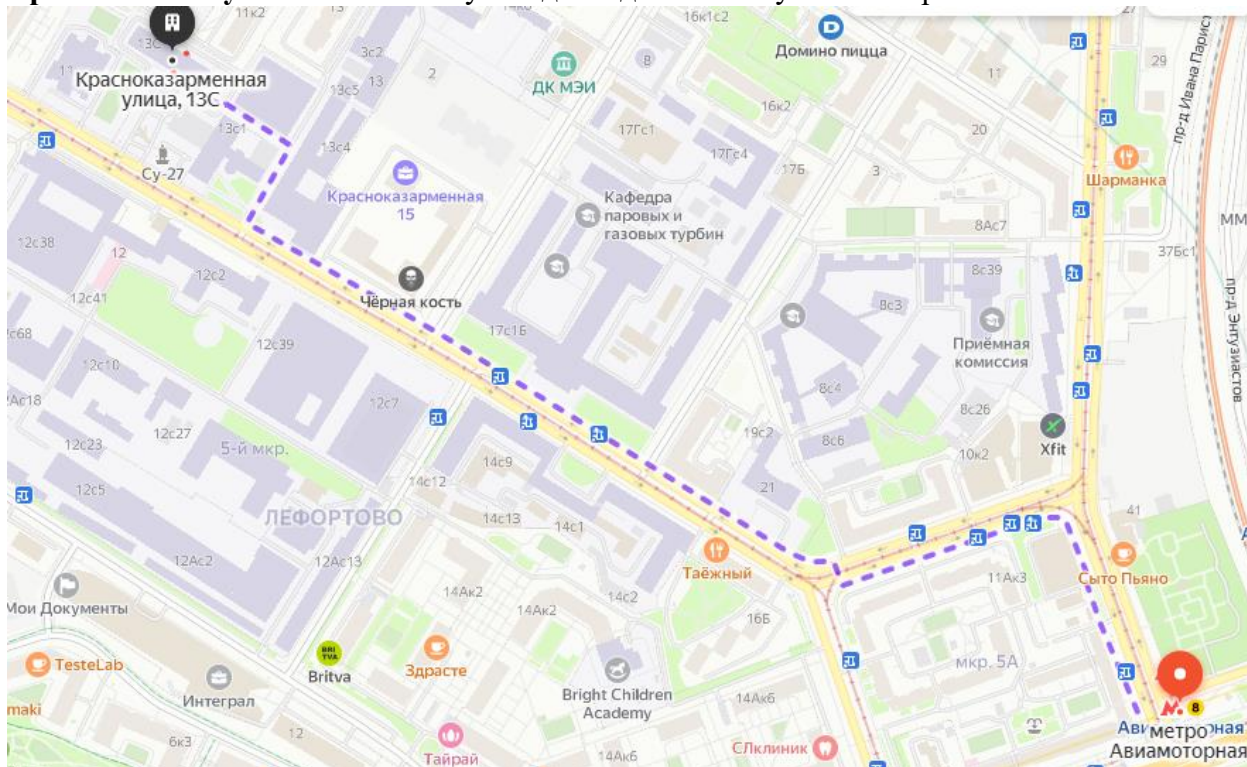 11к2
16к1с2
Домино пицца
27
29
пр-д Ивана Парис
3с2
13
13с5
2
8
ДК МЭИ
11
Красноказарменная
улица, 13С
16к2
20
13с1
13с4
17Гс1
17Гс4
17Б
3
Шарманка
Су-27
Красноказарменная
15
Кафедра
паровых и
газовых турбин
8Ас7
ММ
37Бс1
12с38
12
12с2
8с39
Чёрная кость
12с41
8с3
пр-д Энтузиастов
17с1Б
Приёмная
комиссия
12с39
12с10
8с4
12с7
8с26
12с23
12с27
5-й мкр.
19с2
8с6
Xfit
10к2
14с9
14с12
12с5
21
41
ЛЕФОРТОВО
14с13
14с1
12Ас2
12Ас13
Таёжный
11Ак3
Сыто Пьяно
Мои Документы
14Ак2
14Ак2
14с2
16Б
BRI
TVA
TesteLab
Britva
Здрасте
мкр. 5А
Интеграл
Bright Children
Academy
14Ак6
maki
8
6к3
12
Тайрай
14Ак6
СЛклиник
метро
Авиамоторная